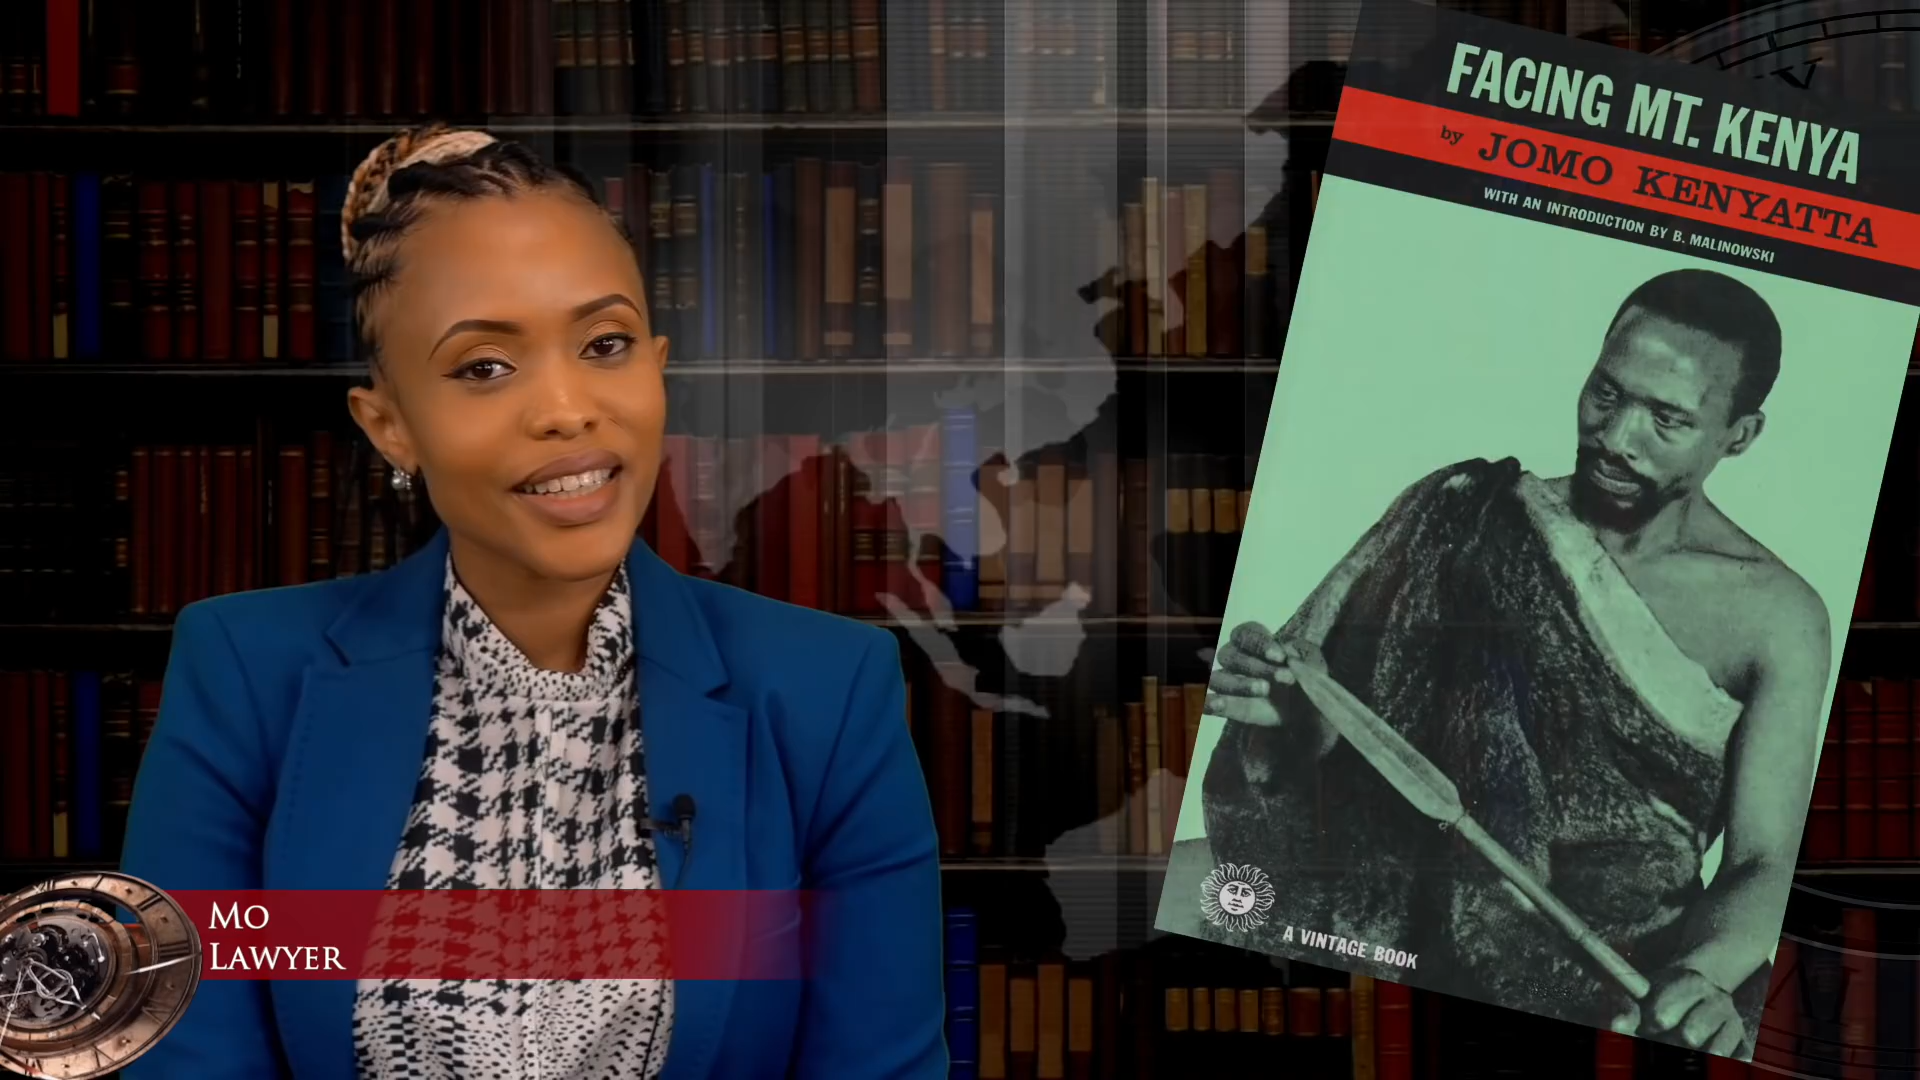 FACING MT. KENYA
by JOMO KENYATTA
WITH AN INTRODUCTION BY B. MALINOWSKI
A VINTAGE BOOK
MO
LAWYER